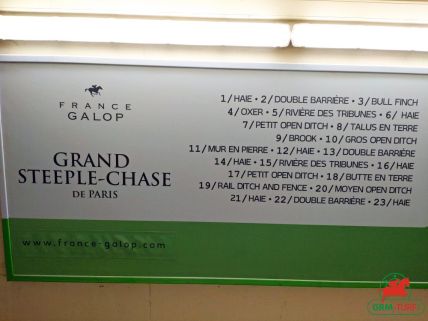 FRANCE
GALOP
GRAND
STEEPLE-CHASE
DE PARIS
1/HAIE • 2/DOUBLE BARRIÈRE • 3/BULL FINCH
4/OXER • 5/RIVIÈRE DES TRIBUNES • 6/ HAIE
7/PETIT OPEN DITCH • 8/TALUS EN TERRE
9/BROOK • 10/GROS OPEN DITCH
11/MUR EN PIERRE • 12/HAIE • 13/DOUBLE BARRIÈRE
14/HAIE • 15/RIVIÈRE DES TRIBUNES • 16/HAIE
17/PETIT OPEN DITCH • 18/BUTTE EN TERRE
19/RAIL DITCH AND FENCE • 20/MOYEN OPEN DITCH
21/HAIE • 22/DOUBLE BARRIÈRE • 23/HAIE
www.france-galop.com
GRM-TURF